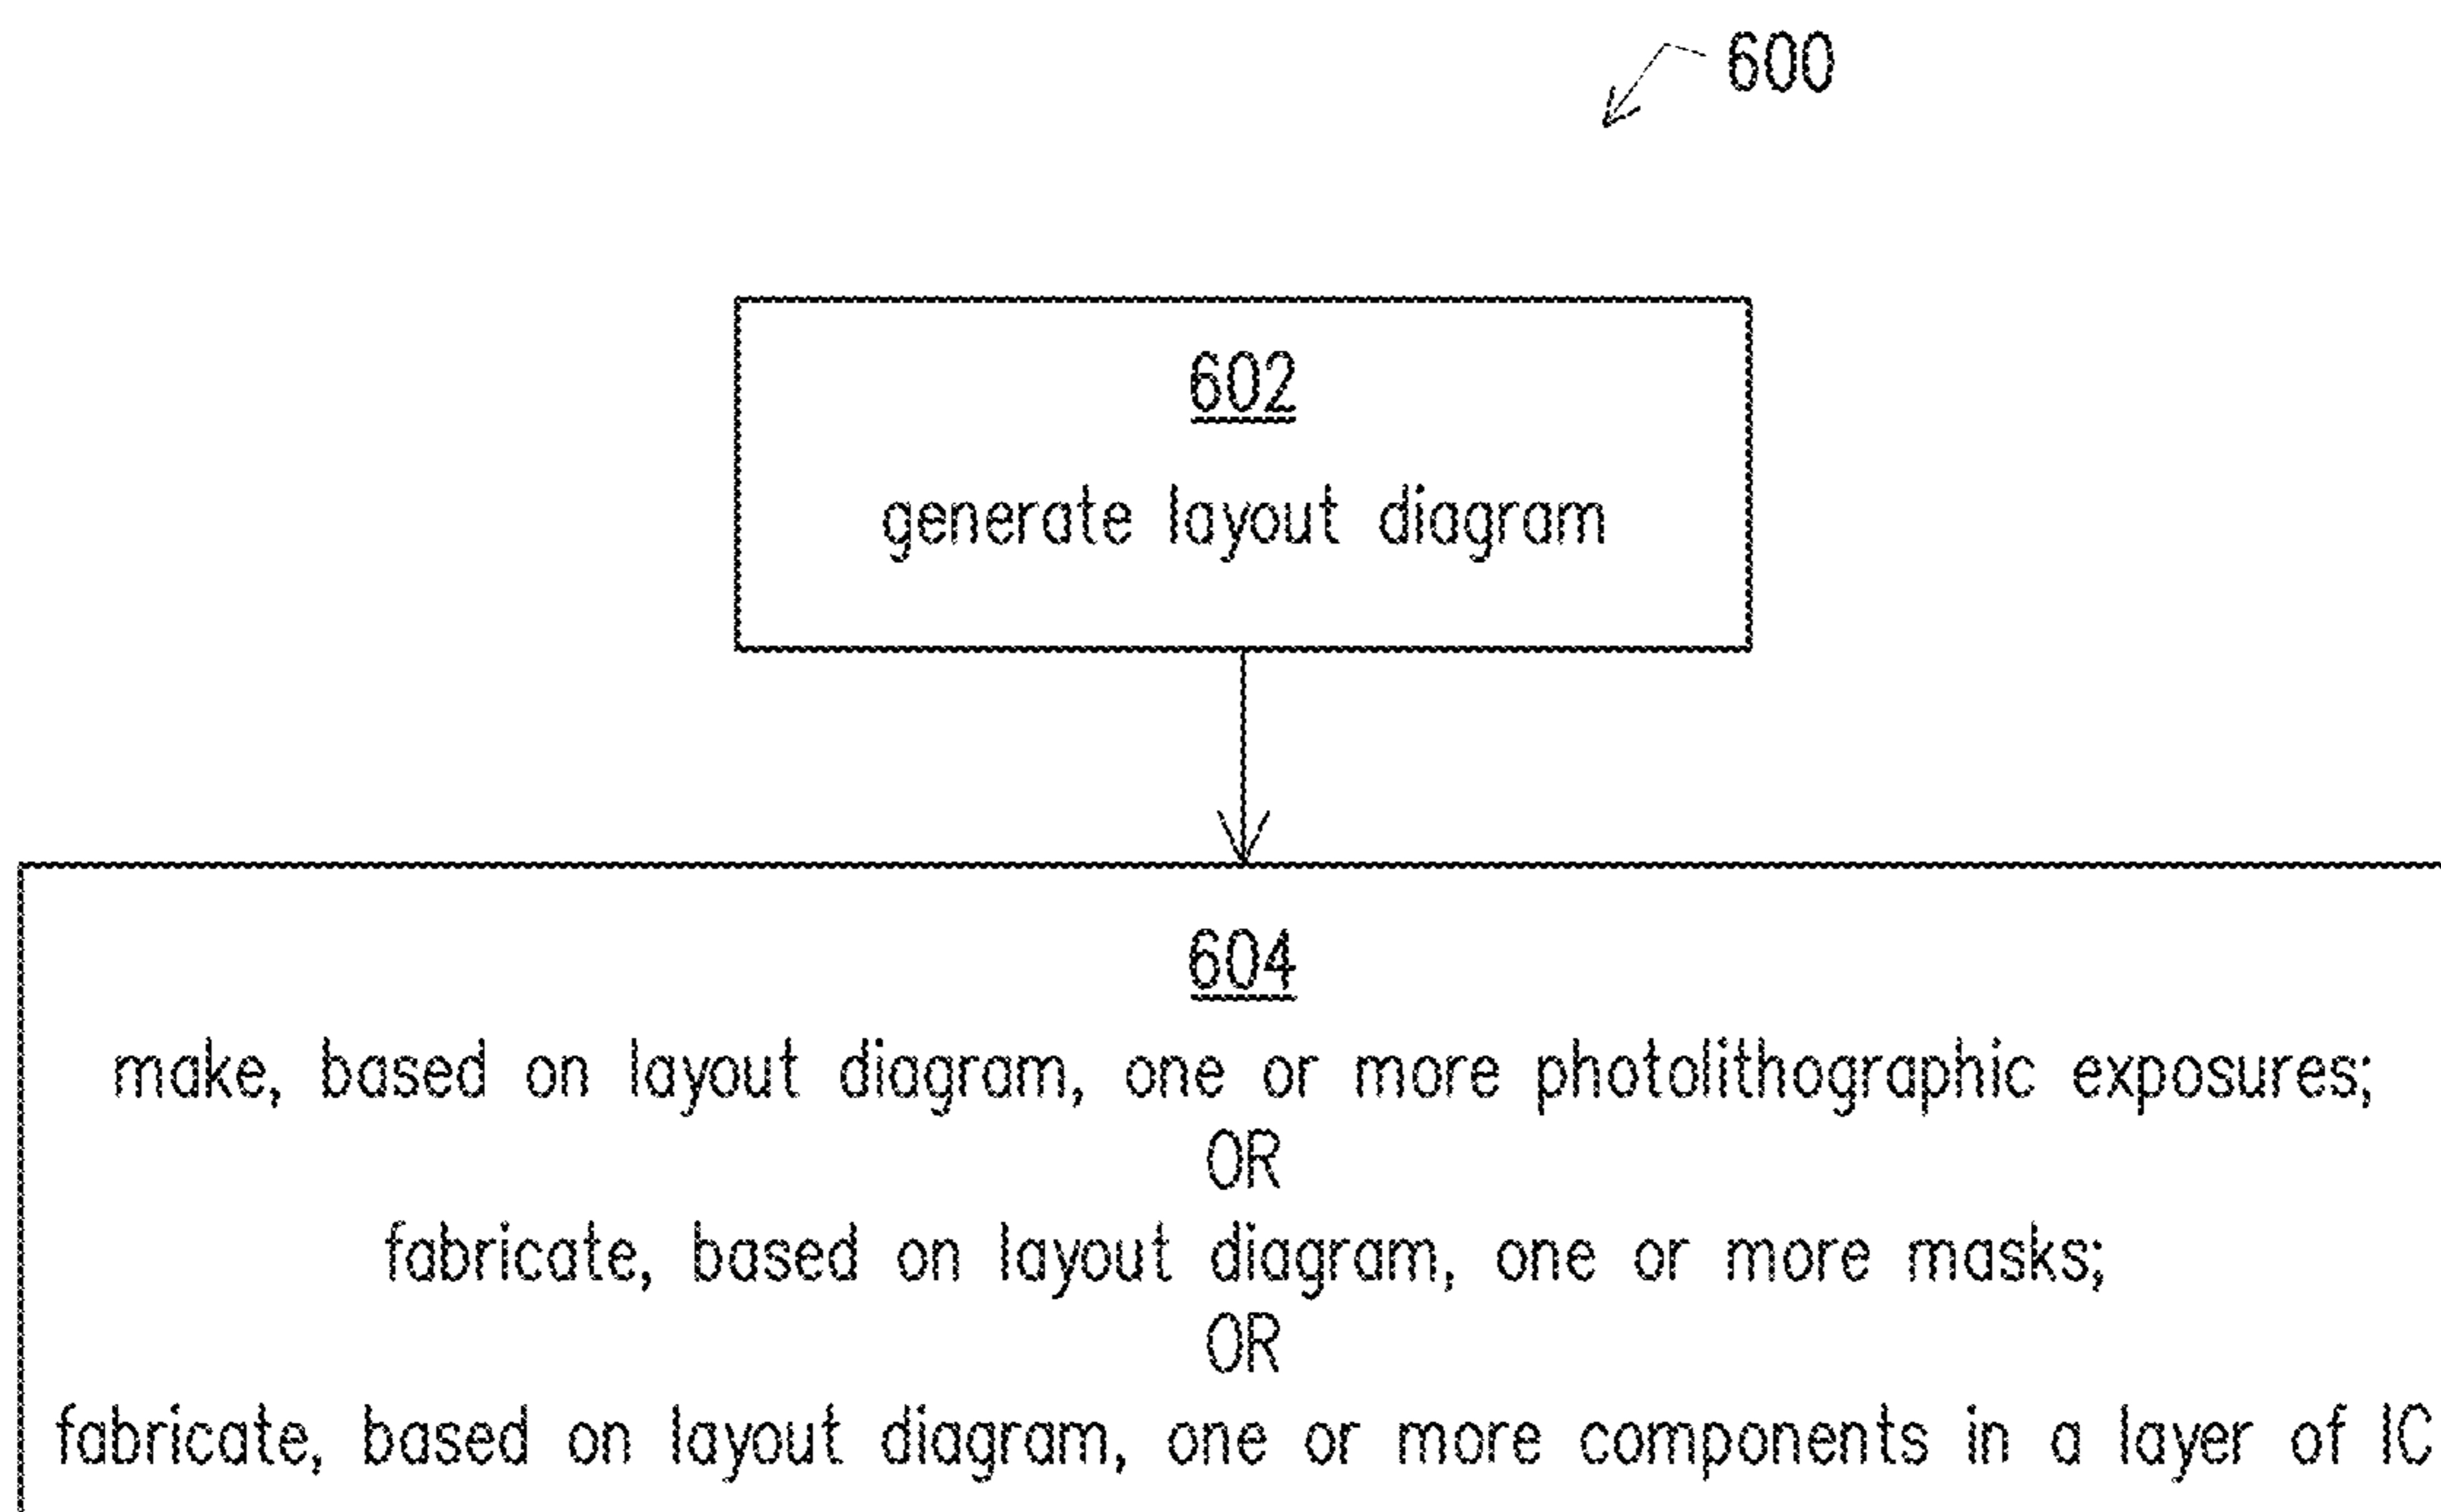 600
602
generate layout diagram
604
make, based on layout diagram, one or more photolithographic exposures;
OR
fabricate, based on layout diagram, one or more masks;
OR
fabricate, based on layout diagram, one or more components in a layer of IC